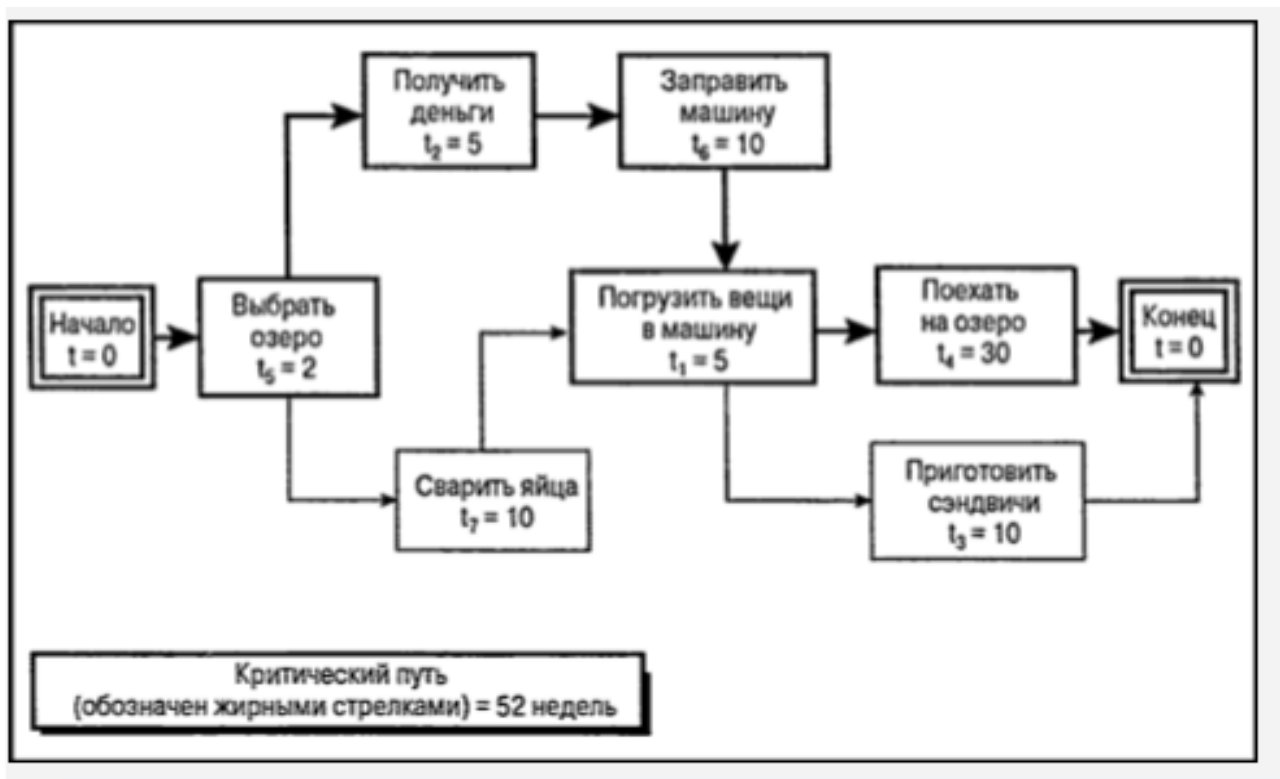 Получить
деньги
t₂ = 5
Заправить
машину
t₆ = 10
Начало
t = 0
Выбрать
озеро
t₅ = 2
Погрузить вещи
в машину
t₁ = 5
Поехать
на озеро
t₄ = 30
Конец
t = 0
Сварить яйца
t₇ = 10
Приготовить
сэндвичи
t₃ = 10
Критический путь
(обозначен жирными стрелками) = 52 недель